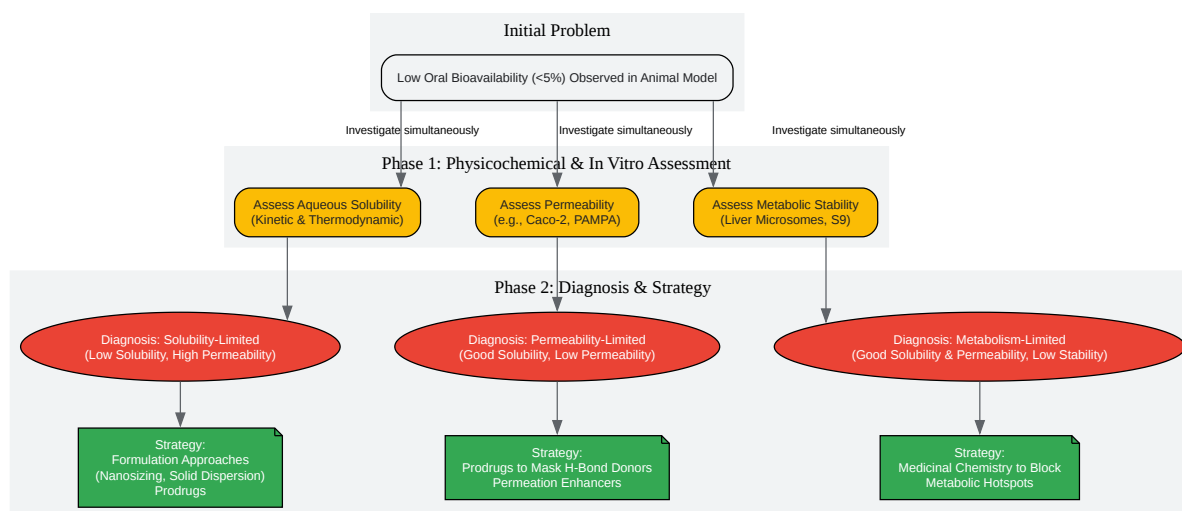 Initial Problem
Low Oral Bioavailability (<5%) Observed in Animal Model
Investigate simultaneously
Investigate simultaneously
Investigate simultaneously
Phase 1: Physicochemical & In Vitro Assessment
Assess Aqueous Solubility
(Kinetic & Thermodynamic)
Assess Permeability
(e.g., Caco-2, PAMPA)
Assess Metabolic Stability
(Liver Microsomes, S9)
Phase 2: Diagnosis & Strategy
Diagnosis: Solubility-Limited
(Low Solubility, High Permeability)
Diagnosis: Permeability-Limited
(Good Solubility, Low Permeability)
Diagnosis: Metabolism-Limited
(Good Solubility & Permeability, Low Stability)
Strategy:
Formulation Approaches
(Nanosizing, Solid Dispersion)
Prodrugs
Strategy:
Prodrugs to Mask H-Bond Donors
Permeation Enhancers
Strategy:
Medicinal Chemistry to Block
Metabolic Hotspots